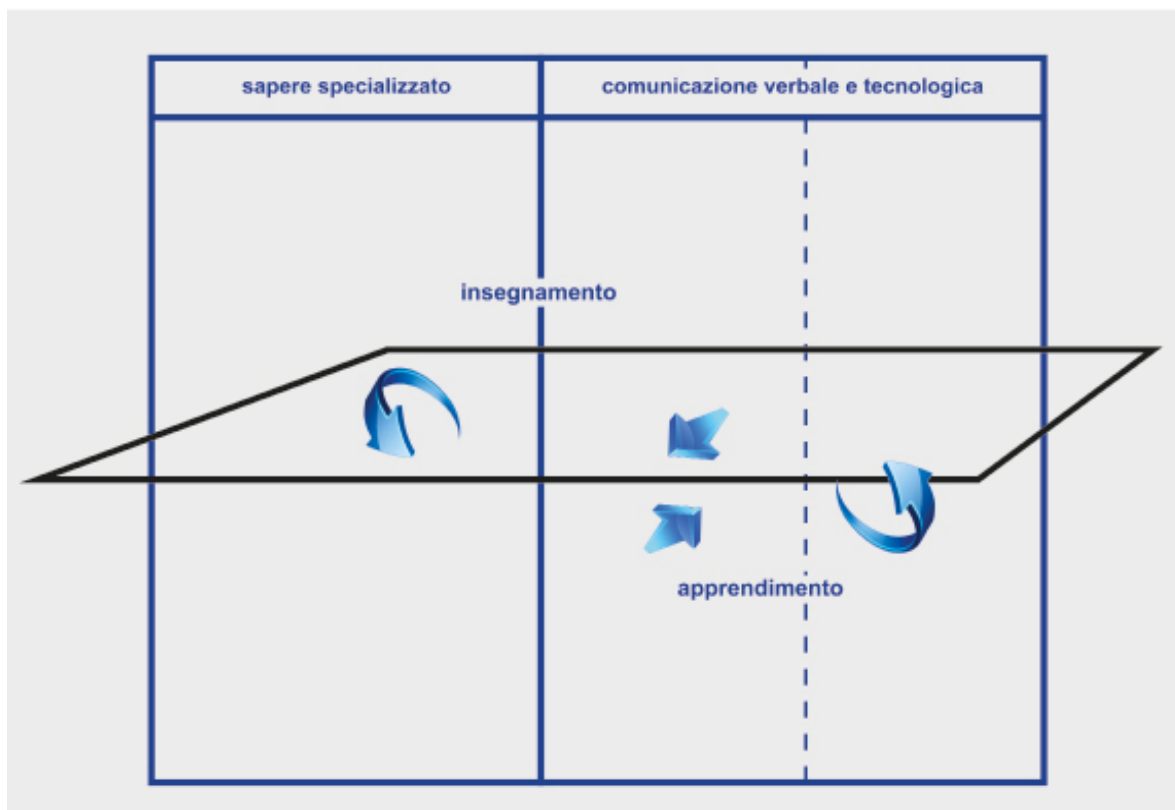 sapere specializzato
comunicazione verbale e tecnologica
insegnamento
apprendimento